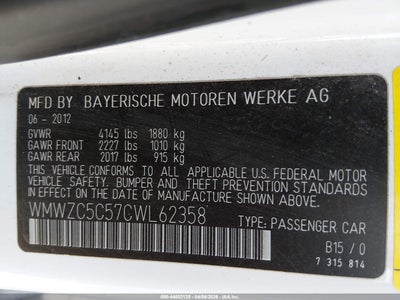 MFD BY BAYERISCHE MOTOREN WERKE AG
06 - 2012
GVWR 4145 lbs 1880 kg
GAWR FRONT 2227 lbs 1010 kg
GAWR REAR 2017 lbs 915 kg
THIS VEHICLE CONFORMS TO ALL APPLICABLE U.S. FEDERAL MOTOR
VEHICLE SAFETY, BUMPER, AND THEFT PREVENTION STANDARDS
IN EFFECT ON THE DATE OF MANUFACTURE SHOWN ABOVE.
WMWZC5C57CWL62358 TYPE: PASSENGER CAR
B15 / 0
7 315 814